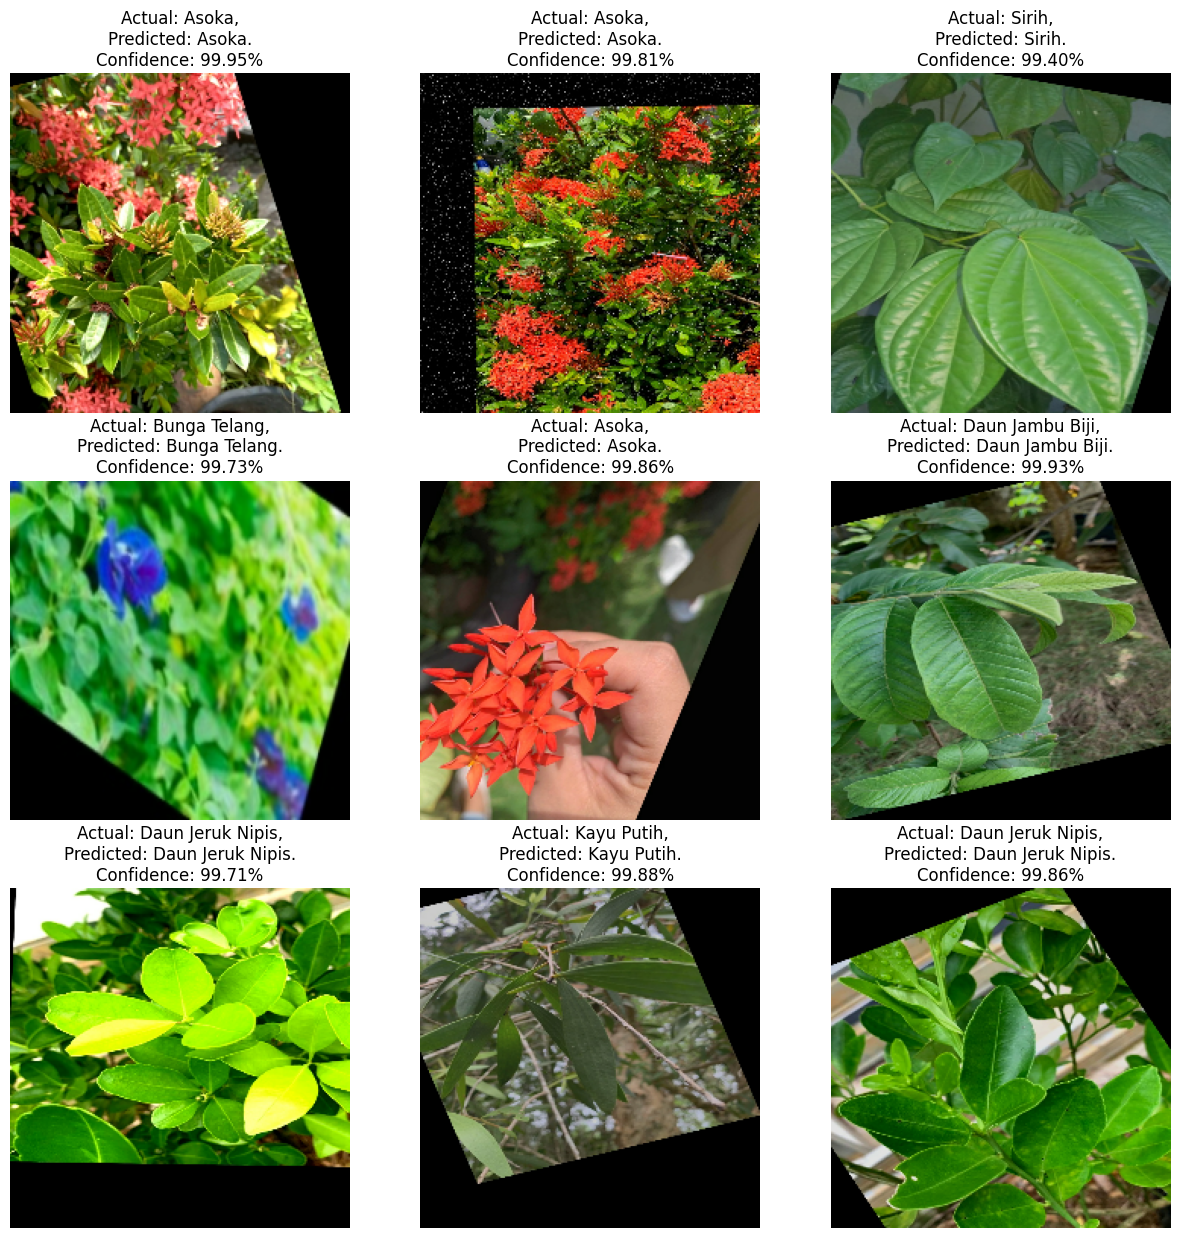 Actual: Asoka,
Predicted: Asoka.
Confidence: 99.95%
Actual: Asoka,
Predicted: Asoka.
Confidence: 99.81%
Actual: Sirih,
Predicted: Sirih.
Confidence: 99.40%
Actual: Bunga Telang,
Predicted: Bunga Telang.
Confidence: 99.73%
Actual: Asoka,
Predicted: Asoka.
Confidence: 99.86%
Actual: Daun Jambu Biji,
Predicted: Daun Jambu Biji.
Confidence: 99.93%
Actual: Daun Jeruk Nipis,
Predicted: Daun Jeruk Nipis.
Confidence: 99.71%
Actual: Kayu Putih,
Predicted: Kayu Putih.
Confidence: 99.88%
Actual: Daun Jeruk Nipis,
Predicted: Daun Jeruk Nipis.
Confidence: 99.86%